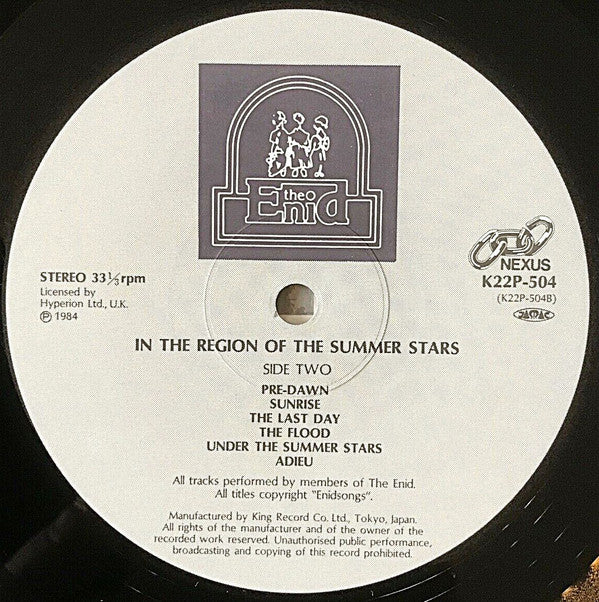 the
Enid
STEREO 33⅓rpm
Licensed by
Hyperion Ltd., U.K.
Ⓟ 1984
NEXUS
K22P-504
(K22P-504B)
IN THE REGION OF THE SUMMER STARS
SIDE TWO
PRE-DAWN
SUNRISE
THE LAST DAY
THE FLOOD
UNDER THE SUMMER STARS
ADIEU
All tracks performed by members of The Enid.
All titles copyright "Enidsongs".
Manufactured by King Record Co. Ltd., Tokyo, Japan.
All rights of the manufacturer and of the owner of the
recorded work reserved. Unauthorised public performance,
broadcasting and copying of this record prohibited.